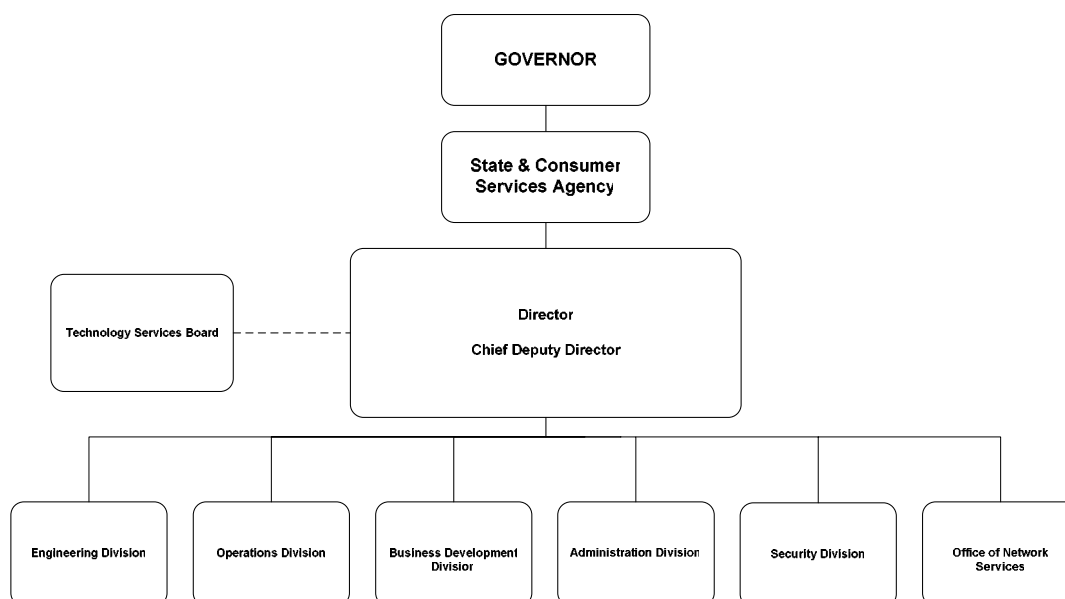 GOVERNOR
State & Consumer
Services Agency
Director
Chief Deputy Director
Technology Services Board
Engineering Division
Operations Division
Business Development
Division
Administration Division
Security Division
Office of Network
Services